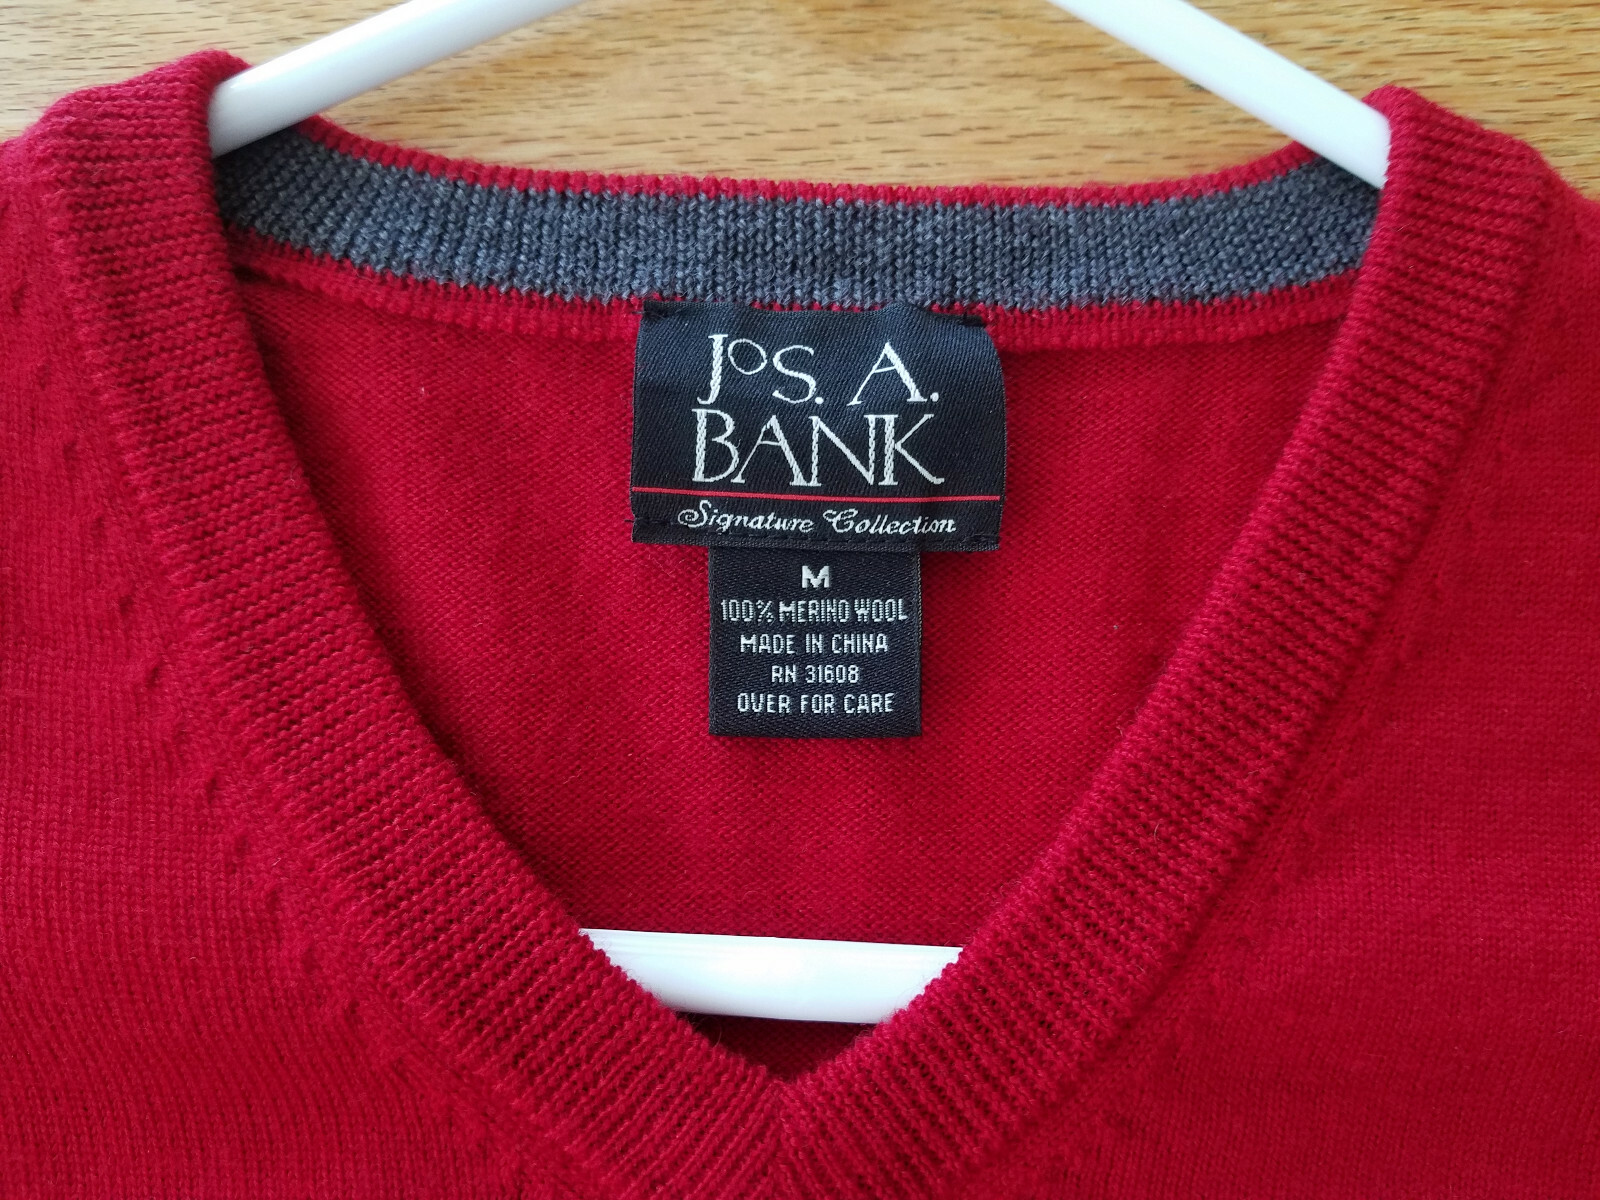 Jos. A.
BANK
Signature Collection
M
100% MERINO WOOL
MADE IN CHINA
RN 31608
OVER FOR CARE